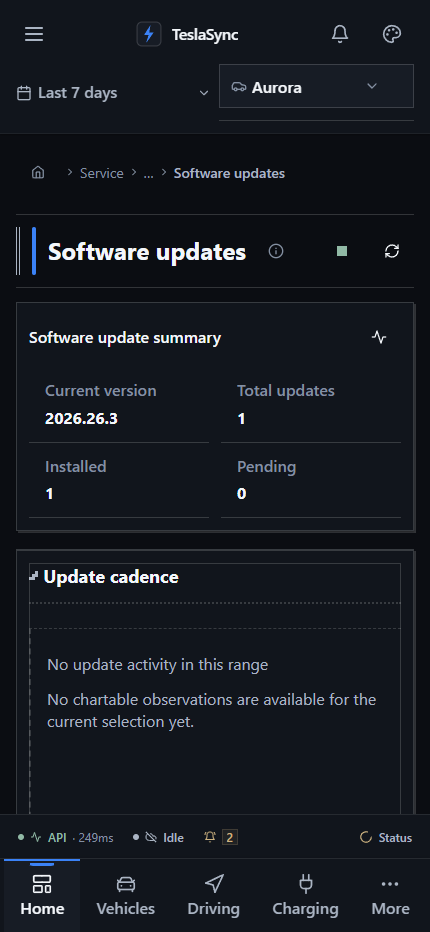 TeslaSync
Last 7 days
Aurora
Service
...
Software updates
Software updates
Software update summary
Current version
Total updates
2026.26.3
1
Installed
Pending
1
0
Update cadence
No update activity in this range
No chartable observations are available for the
current selection yet.
API · 249ms
Idle
2
Status
Home
Vehicles
Driving
Charging
More